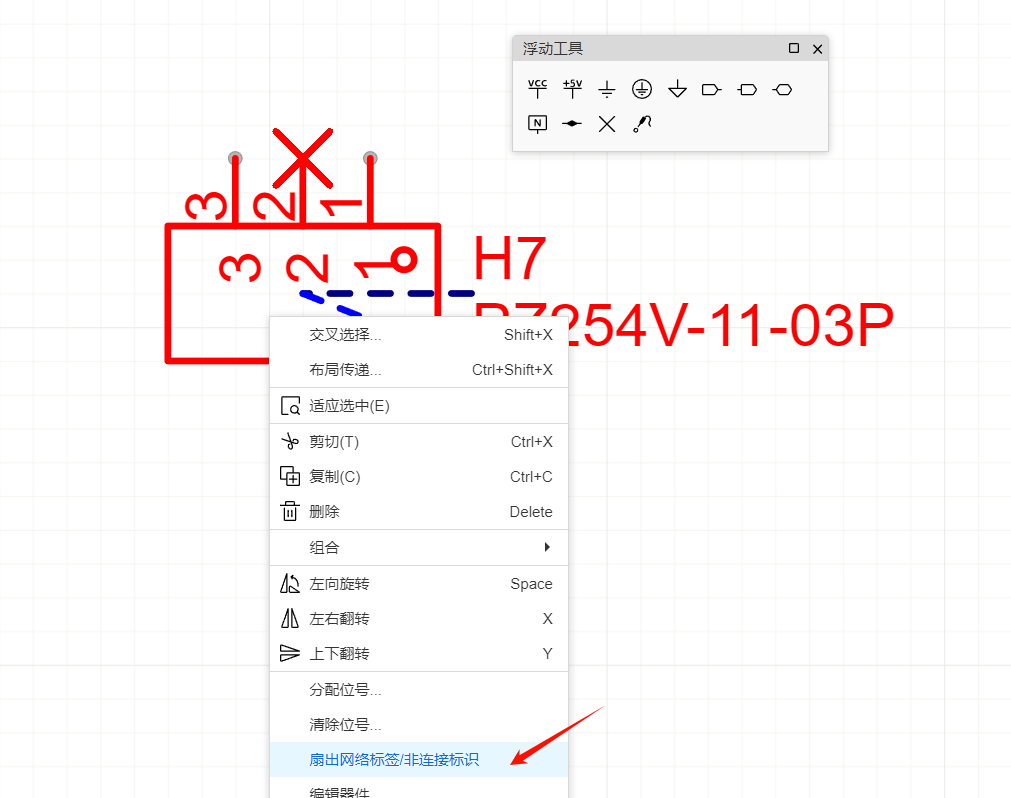 浮动工具
VCC
+5V
N
3
2
1
3
2
1
H7
PZ254V-11-03P
交叉选择... Shift+X
布局传递... Ctrl+Shift+X
适应选中(E)
剪切(T) Ctrl+X
复制(C) Ctrl+C
删除 Delete
组合
左向旋转 Space
左右翻转 X
上下翻转 Y
分配位号...
清除位号...
扇出网络标签/非连接标识
编辑器件